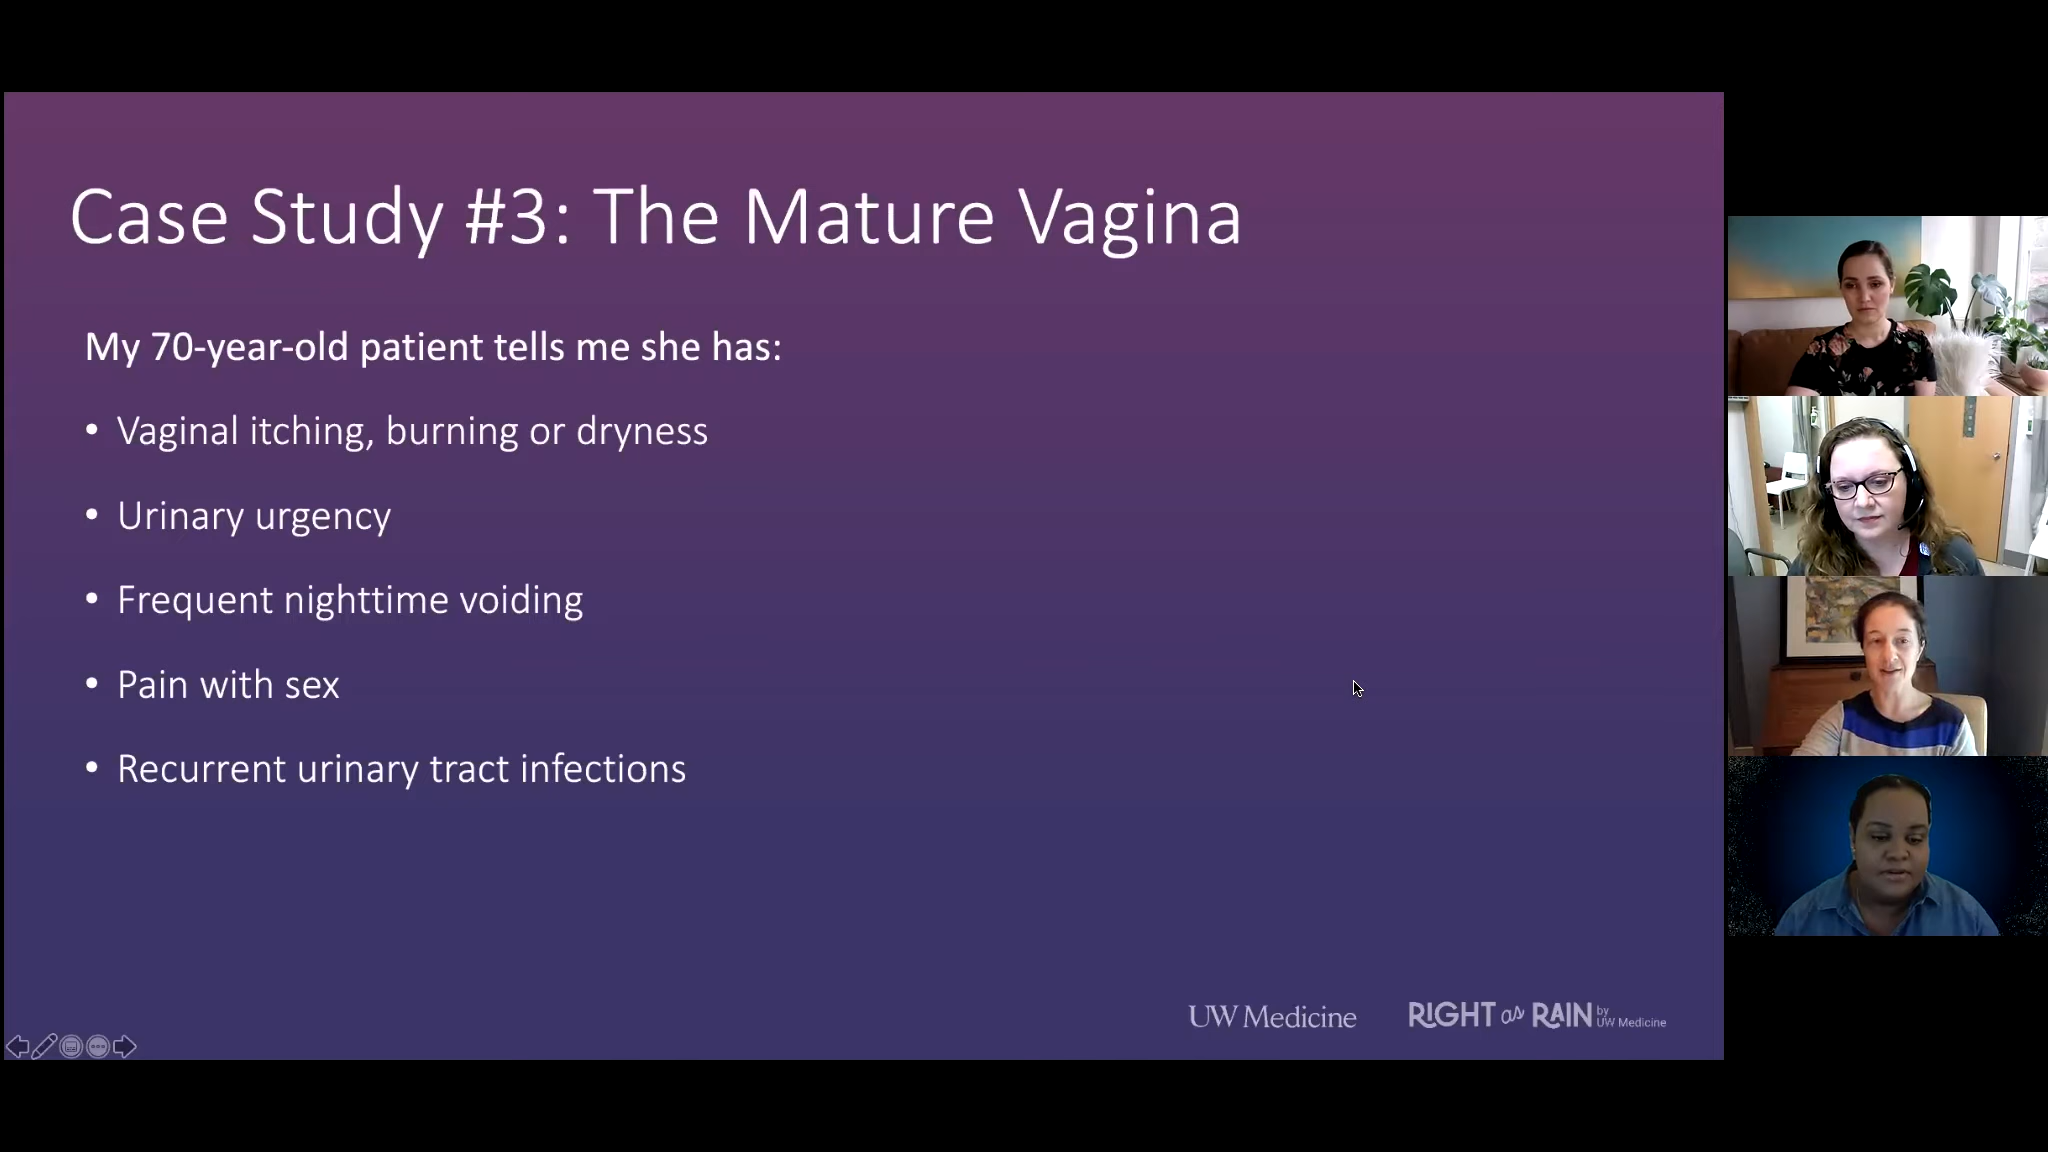 Case Study #3: The Mature Vagina
My 70-year-old patient tells me she has:
• Vaginal itching, burning or dryness
• Urinary urgency
• Frequent nighttime voiding
• Pain with sex
• Recurrent urinary tract infections
UW Medicine
RIGHT as RAIN by UW Medicine